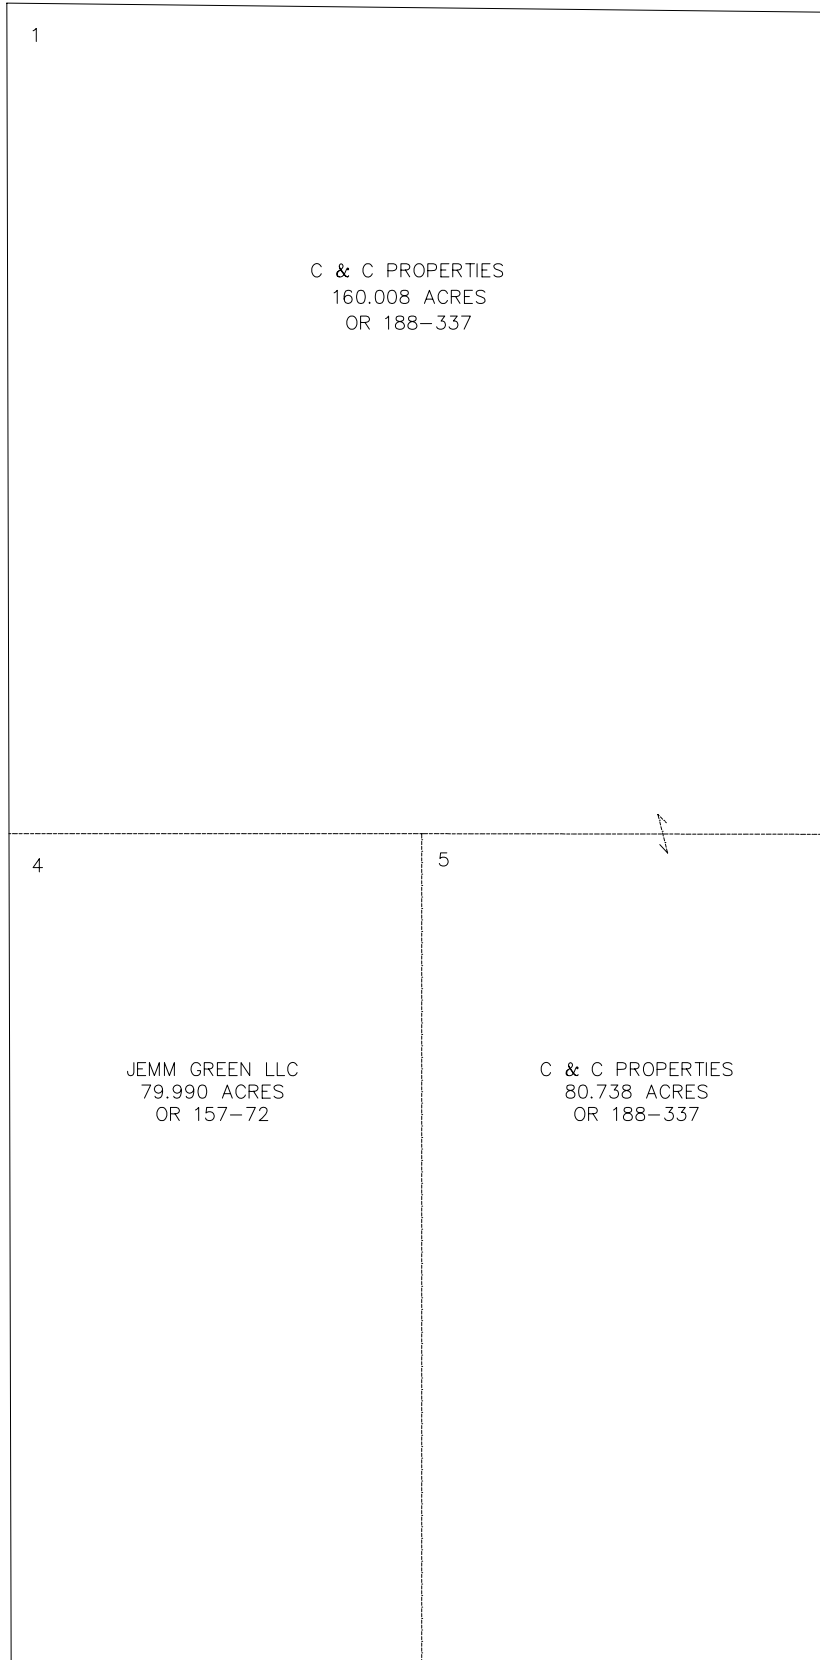 1
C & C PROPERTIES
160.008 ACRES
OR 188-337
4
5
JEMM GREEN LLC
79.990 ACRES
OR 157-72
C & C PROPERTIES
80.738 ACRES
OR 188-337